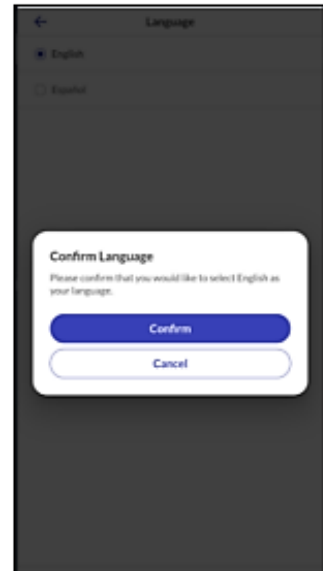 Language
English
Español
Confirm Language
Please confirm that you would like to select English as
your language.
Confirm
Cancel